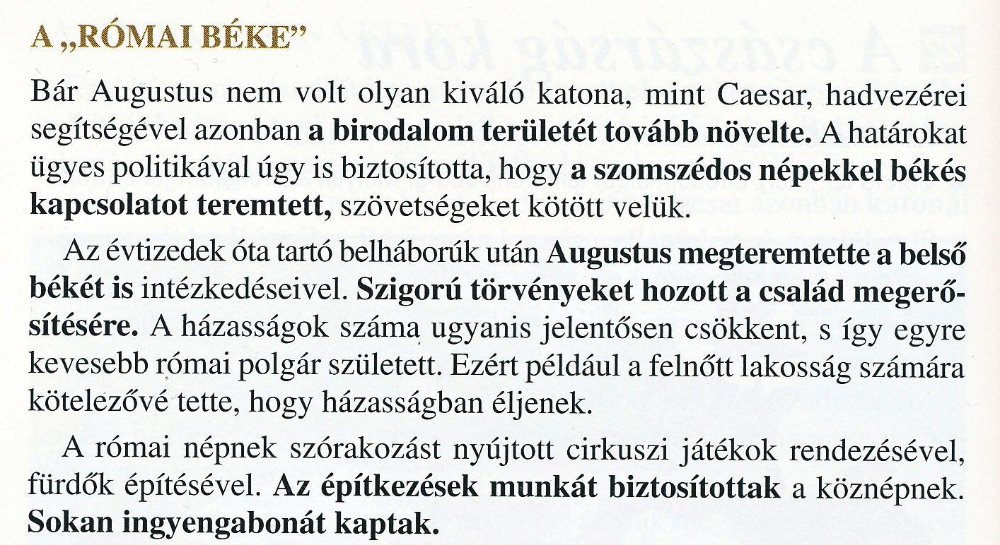 A „RÓMAI BÉKE”
Bár Augustus nem volt olyan kiváló katona, mint Caesar, hadvezérei
segítségével azonban a birodalom területét tovább növelte. A határokat
ügyes politikával úgy is biztosította, hogy a szomszédos népekkel békés
kapcsolatot teremtett, szövetségeket kötött velük.
Az évtizedek óta tartó belháborúk után Augustus megteremtette a belső
békét is intézkedéseivel. Szigorú törvényeket hozott a család megerő-
sítésére. A házasságok száma ugyanis jelentősen csökkent, s így egyre
kevesebb római polgár született. Ezért például a felnőtt lakosság számára
kötelezővé tette, hogy házasságban éljenek.
A római népnek szórakozást nyújtott cirkuszi játékok rendezésével,
fürdők építésével. Az építkezések munkát biztosítottak a köznépnek.
Sokan ingyengabonát kaptak.